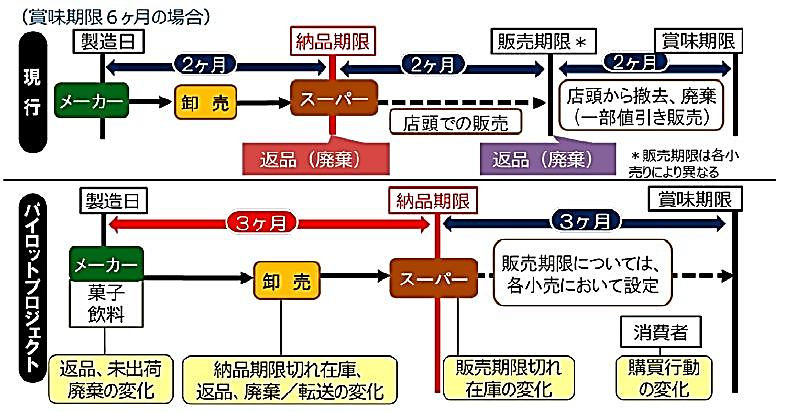 （賞味期限６ヶ月の場合）
製造日
納品期限
販売期限＊
賞味期限
２ヶ月
２ヶ月
２ヶ月
現行
メーカー
卸売
スーパー
店頭での販売
店頭から撤去、廃棄
（一部値引き販売）
返品（廃棄）
返品（廃棄）
＊販売期限は各小
売りにより異なる
製造日
納品期限
賞味期限
３ヶ月
３ヶ月
パイロットプロジェクト
メーカー
菓子
飲料
卸売
スーパー
販売期限については、
各小売において設定
消費者
返品、未出荷
廃棄の変化
納品期限切れ在庫、
返品、廃棄／転送の変化
販売期限切れ
在庫の変化
購買行動
の変化